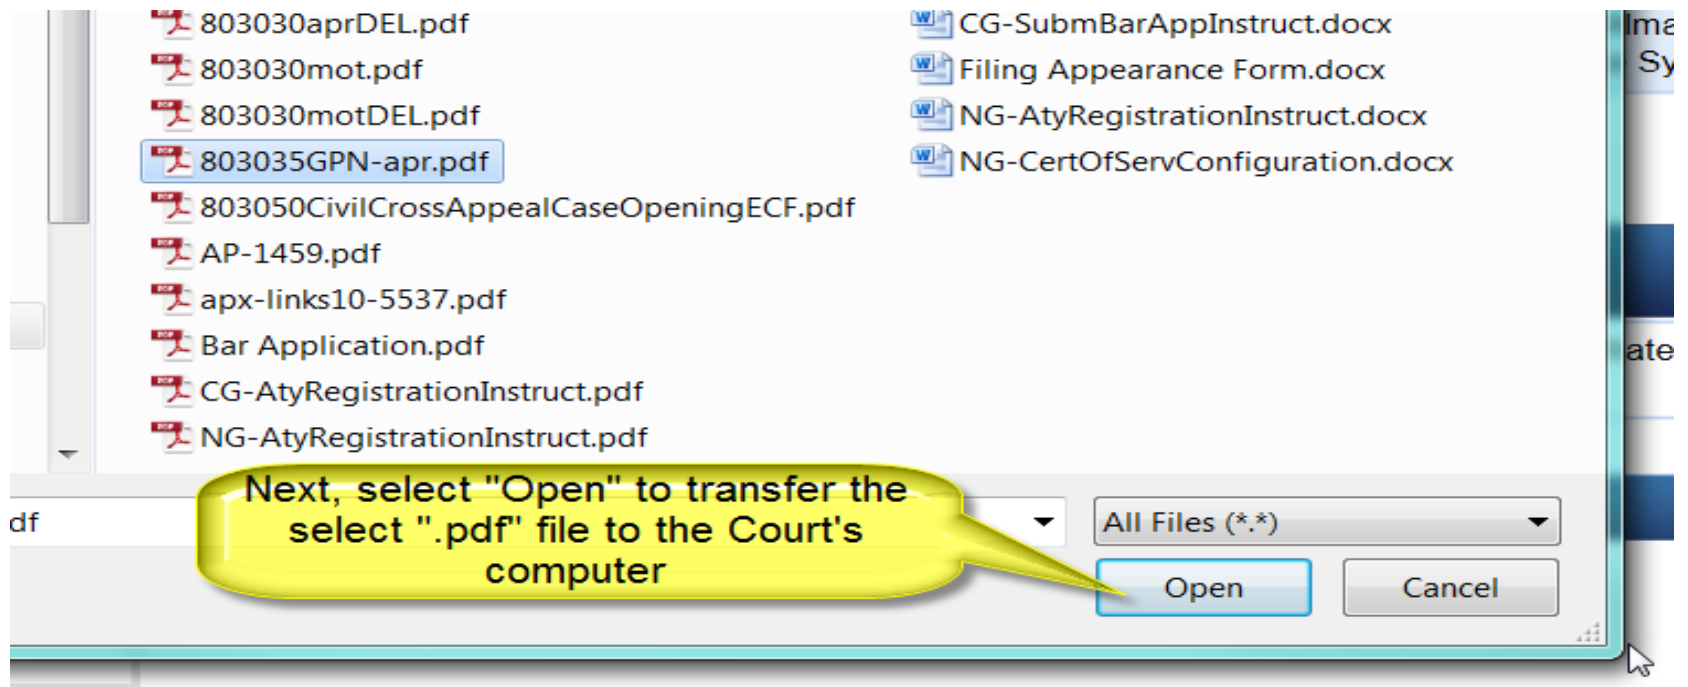 803030aprDEL.pdf
803030mot.pdf
803030motDEL.pdf
803035GPN-apr.pdf
803050CivilCrossAppealCaseOpeningECF.pdf
AP-1459.pdf
apx-links10-5537.pdf
Bar Application.pdf
CG-AtyRegistrationInstruct.pdf
NG-AtyRegistrationInstruct.pdf
CG-SubmBarAppInstruct.docx
Filing Appearance Form.docx
NG-AtyRegistrationInstruct.docx
NG-CertOfServConfiguration.docx
Ima
Sy
ate
df
Next, select "Open" to transfer the
select ".pdf" file to the Court's
computer
All Files (*.*)
Open
Cancel